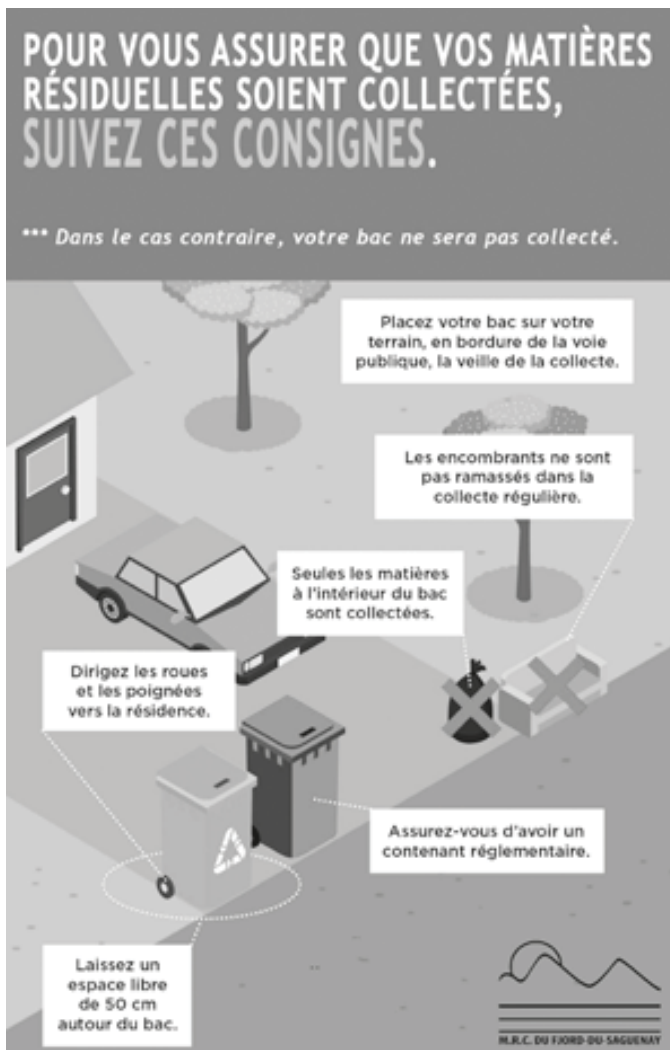 POUR VOUS ASSURER QUE VOS MATIÈRES
RÉSIDUELLES SOIENT COLLECTÉES,
SUIVEZ CES CONSIGNES.
*** Dans le cas contraire, votre bac ne sera pas collecté.
Placez votre bac sur votre
terrain, en bordure de la voie
publique, la veille de la collecte.
Les encombrants ne sont
pas ramassés dans la
collecte régulière.
Seules les matières
à l'intérieur du bac
sont collectées.
Dirigez les roues
et les poignées
vers la résidence.
Assurez-vous d'avoir un
contenant réglementaire.
Laissez un
espace libre
de 50 cm
autour du bac.
M.R.C. DU FJORD-DU-SAGUENAY